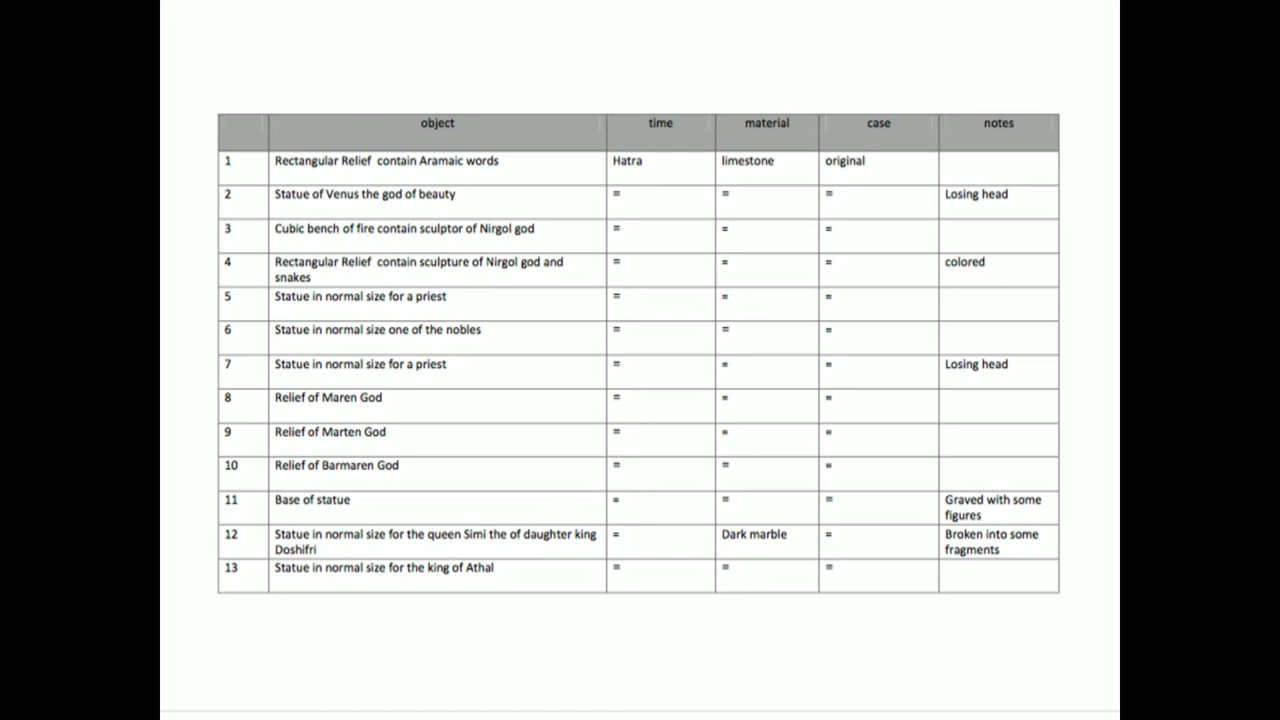 object time material case notes
1 Rectangular Relief contain Aramaic words Hatra limestone original
2 Statue of Venus the god of beauty = = = Losing head
3 Cubic bench of fire contain sculptor of Nirgol god = = =
4 Rectangular Relief contain sculpture of Nirgol god and = = = colored
snakes
5 Statue in normal size for a priest = = =
6 Statue in normal size one of the nobles = = =
7 Statue in normal size for a priest = = = Losing head
8 Relief of Maren God = = =
9 Relief of Marten God = = =
10 Relief of Barmaren God = = =
11 Base of statue = = = Graved with some
figures
12 Statue in normal size for the queen Simi the of daughter king = Dark marble = Broken into some
Doshifri fragments
13 Statue in normal size for the king of Athal = = =